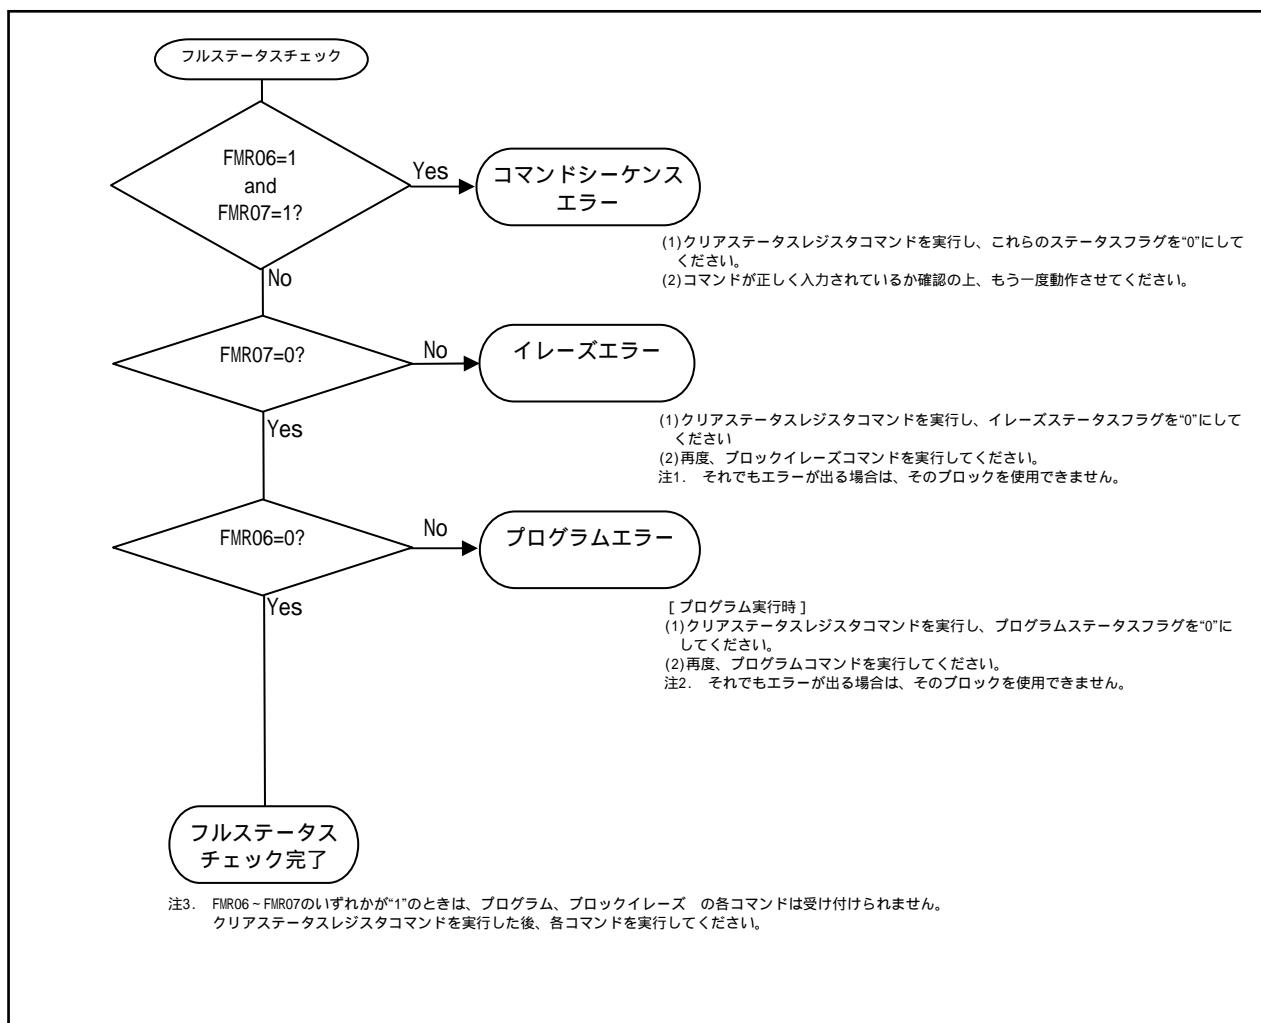 フルステータスチェック
FMR06=1
and
FMR07=1?
Yes
コマンドシーケンス
エラー
(1)クリアステータスレジスタコマンドを実行し、これらのステータスフラグを“0”にして
ください。
(2)コマンドが正しく入力されているか確認の上、もう一度動作させてください。
No
FMR07=0?
No
イレーズエラー
(1)クリアステータスレジスタコマンドを実行し、イレーズステータスフラグを“0”にして
ください
(2)再度、ブロックイレーズコマンドを実行してください。
注1. それでもエラーが出る場合は、そのブロックを使用できません。
Yes
FMR06=0?
No
プログラムエラー
[プログラム実行時]
(1)クリアステータスレジスタコマンドを実行し、プログラムステータスフラグを“0”に
してください。
(2)再度、プログラムコマンドを実行してください。
注2. それでもエラーが出る場合は、そのブロックを使用できません。
Yes
フルステータス
チェック完了
注3. FMR06~FMR07のいずれかが“1”のときは、プログラム、ブロックイレーズ の各コマンドは受け付けられません。
クリアステータスレジスタコマンドを実行した後、各コマンドを実行してください。